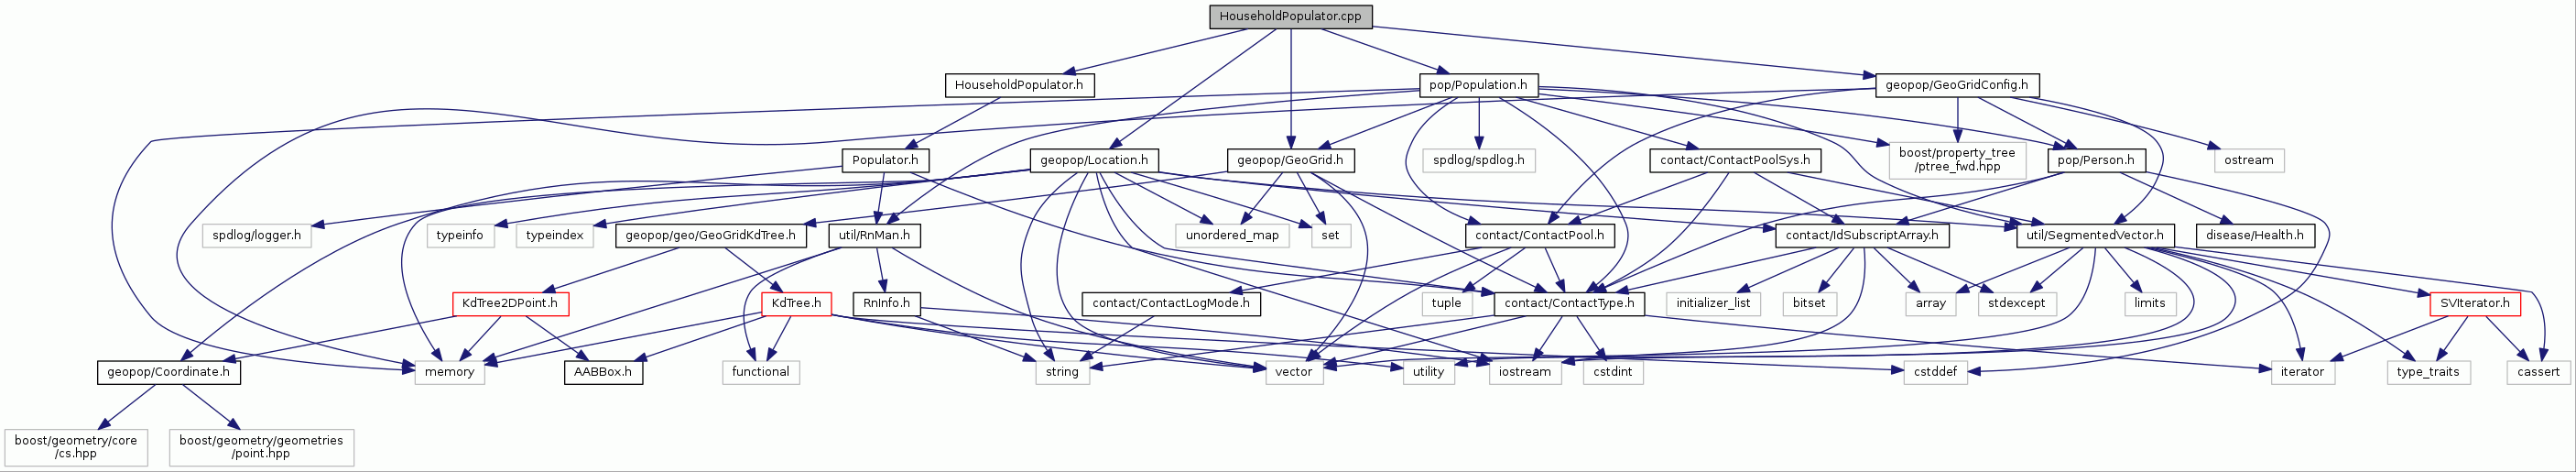 HouseholdPopulator.cpp
HouseholdPopulator.h
pop/Population.h
geopop/GeoGridConfig.h
Populator.h
geopop/Location.h
geopop/GeoGrid.h
spdlog/spdlog.h
contact/ContactPoolSys.h
boost/property_tree
/ptree_fwd.hpp
pop/Person.h
ostream
spdlog/logger.h
typeinfo
typeindex
geopop/geo/GeoGridKdTree.h
util/RnMan.h
unordered_map
set
contact/ContactPool.h
contact/IdSubscriptArray.h
util/SegmentedVector.h
disease/Health.h
KdTree2DPoint.h
KdTree.h
RnInfo.h
contact/ContactLogMode.h
tuple
contact/ContactType.h
initializer_list
bitset
array
stdexcept
limits
SVIterator.h
geopop/Coordinate.h
memory
AABBox.h
functional
string
vector
utility
iostream
cstdint
cstddef
iterator
type_traits
cassert
boost/geometry/core
/cs.hpp
boost/geometry/geometries
/point.hpp